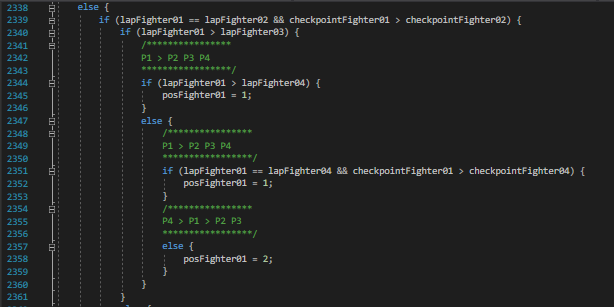 2338 else {
2339 if (lapFighter01 == lapFighter02 && checkpointFighter01 > checkpointFighter02) {
2340 if (lapFighter01 > lapFighter03) {
2341 /****************
2342 P1 > P2 P3 P4
2343 *****************/
2344 if (lapFighter01 > lapFighter04) {
2345 posFighter01 = 1;
2346 }
2347 else {
2348 /****************
2349 P1 > P2 P3 P4
2350 *****************/
2351 if (lapFighter01 == lapFighter04 && checkpointFighter01 > checkpointFighter04) {
2352 posFighter01 = 1;
2353 }
2354 /****************
2355 P4 > P1 > P2 P3
2356 *****************/
2357 else {
2358 posFighter01 = 2;
2359 }
2360 }
2361 }